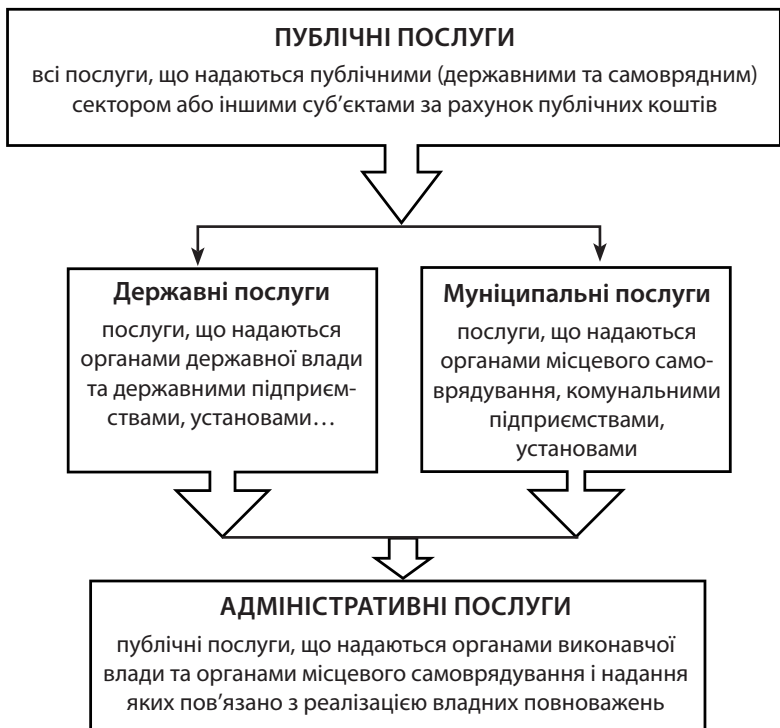 ПУБЛІЧНІ ПОСЛУГИ
всі послуги, що надаються публічними (державними та самоврядним)
сектором або іншими суб’єктами за рахунок публічних коштів
Державні послуги
послуги, що надаються
органами державної влади
та державними підприєм-
ствами, установами…
Муніципальні послуги
послуги, що надаються
органами місцевого само-
врядування, комунальними
підприємствами,
установами
АДМІНІСТРАТИВНІ ПОСЛУГИ
публічні послуги, що надаються органами виконавчої
влади та органами місцевого самоврядування і надання
яких пов’язано з реалізацією владних повноважень